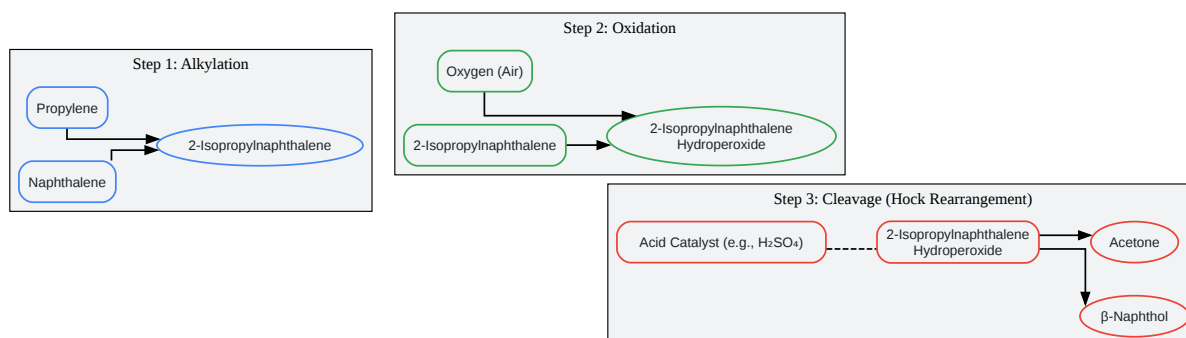 Step 1: Alkylation
Propylene
Naphthalene
2-Isopropylnaphthalene
Step 2: Oxidation
Oxygen (Air)
2-Isopropylnaphthalene
2-Isopropylnaphthalene
Hydroperoxide
Step 3: Cleavage (Hock Rearrangement)
Acid Catalyst (e.g., H₂SO₄)
2-Isopropylnaphthalene
Hydroperoxide
Acetone
β-Naphthol